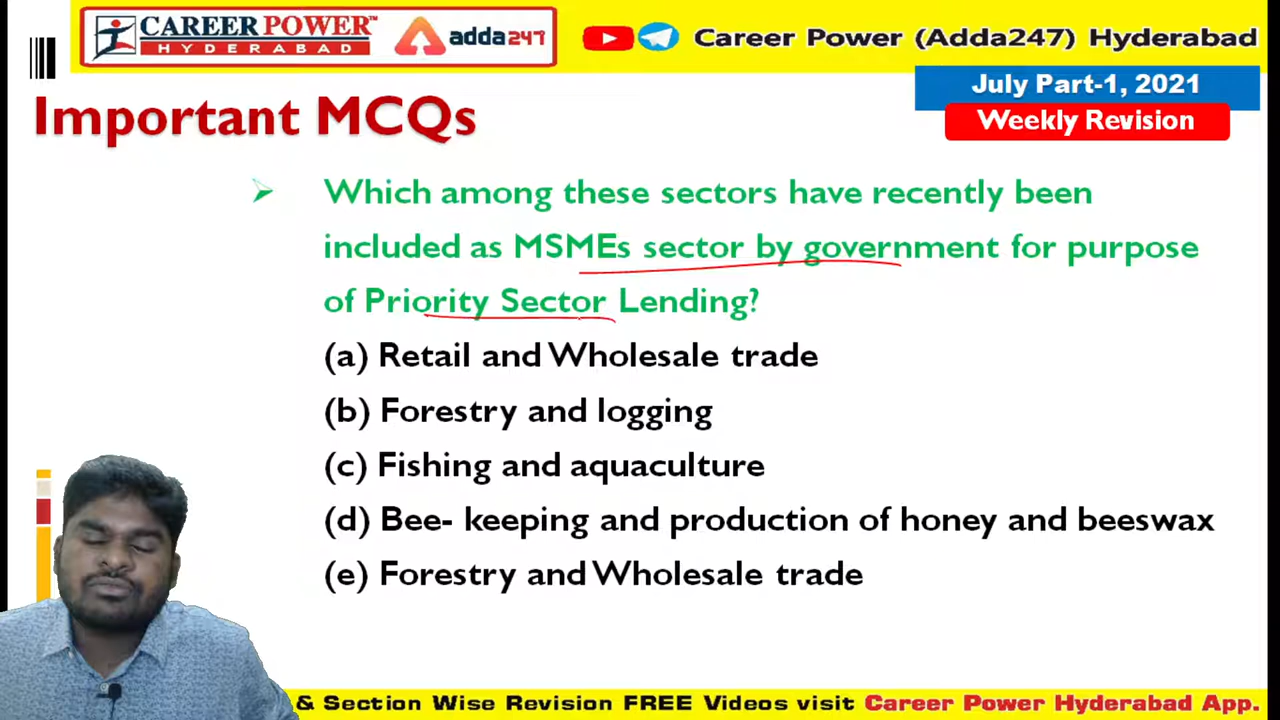 CAREER POWER™
HYDERABAD
adda247
Career Power (Adda247) Hyderabad
July Part-1, 2021
Weekly Revision
Important MCQs
Which among these sectors have recently been
included as MSMEs sector by government for purpose
of Priority Sector Lending?
(a) Retail and Wholesale trade
(b) Forestry and logging
(c) Fishing and aquaculture
(d) Bee- keeping and production of honey and beeswax
(e) Forestry and Wholesale trade
& Section Wise Revision FREE Videos visit Career Power Hyderabad App.